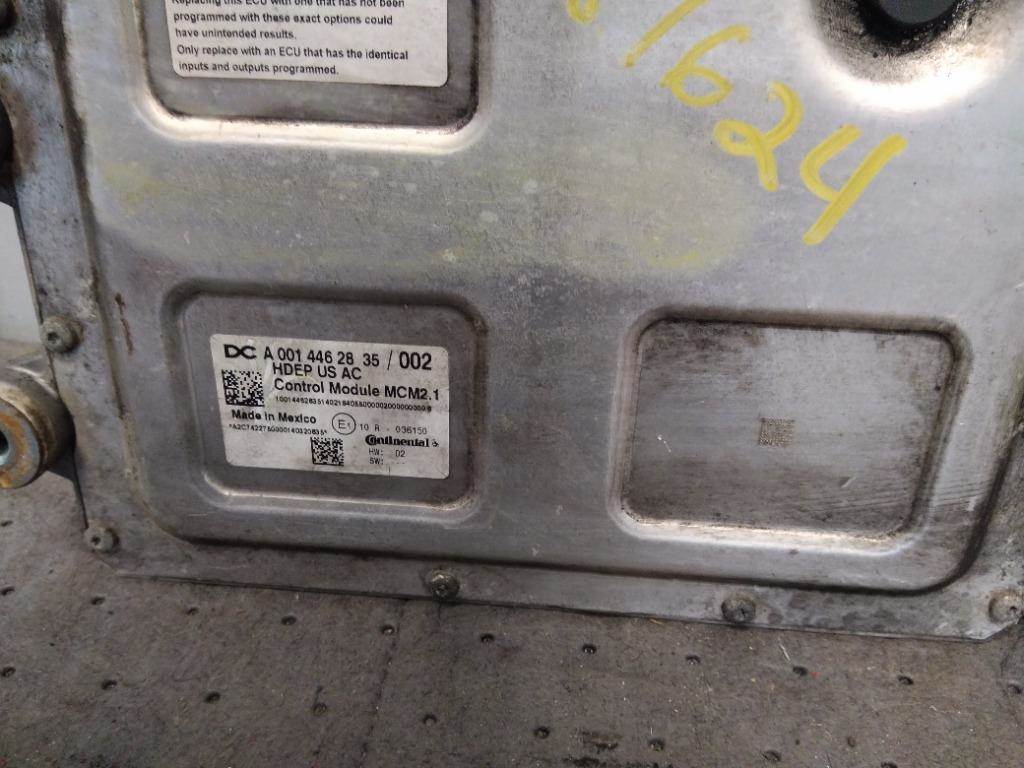 Replacing this ECU with one that has not been
programmed with these exact options could
have unintended results.
Only replace with an ECU that has the identical
inputs and outputs programmed.
1624
DC A 001 446 28 35 / 002
HDEP US AC
Control Module MCM2.1
Made in Mexico
E1 10 R - 036150
Continental
HW: D2
SW: ---